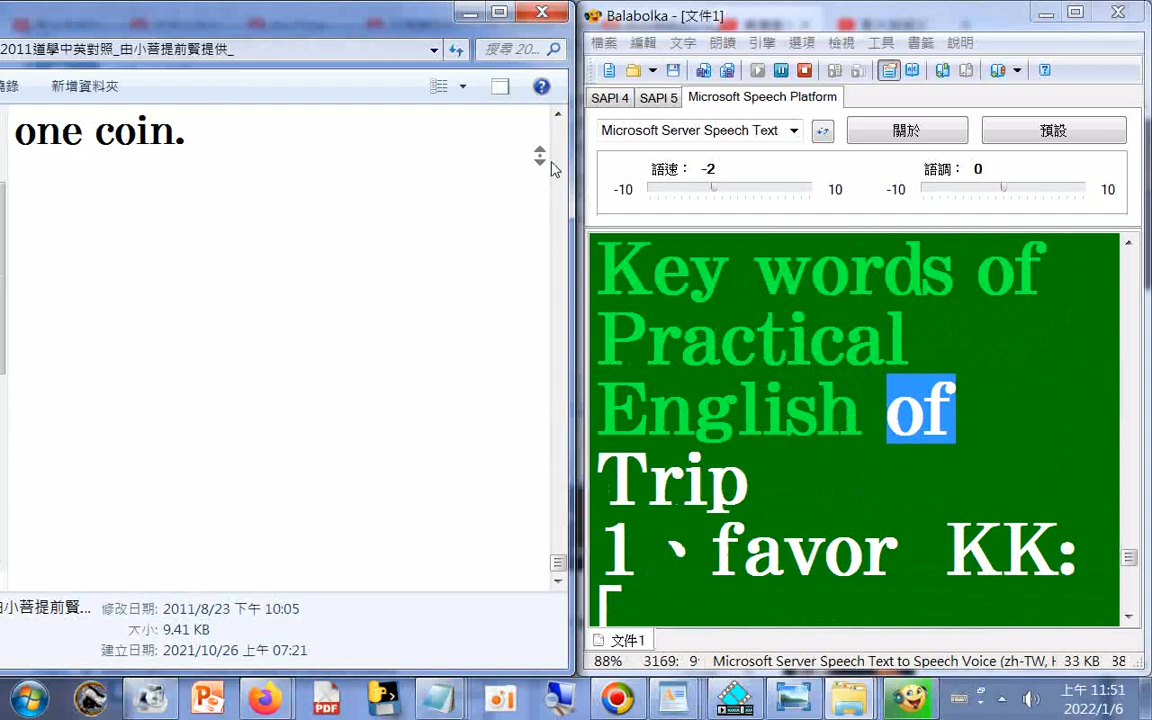 2011道學中英對照_由小菩提前賢提供_
搜尋 20...
新增資料夾
one coin.
由小菩提前賢... 修改日期: 2011/8/23 下午 10:05
大小: 9.41 KB
建立日期: 2021/10/26 上午 07:21
Balabolka - [文件1]
檔案 編輯 文字 朗讀 引擎 選項 檢視 工具 書籤 說明
SAPI 4 SAPI 5 Microsoft Speech Platform
Microsoft Server Speech Text 關於 預設
語速： -2 語調： 0
-10 10 -10 10
Key words of
Practical
English of
Trip
1、favor KK:
[
文件1
88% 3169: 9 Microsoft Server Speech Text to Speech Voice (zh-TW, H 33 KB 38
PDF
上午 11:51
2022/1/6